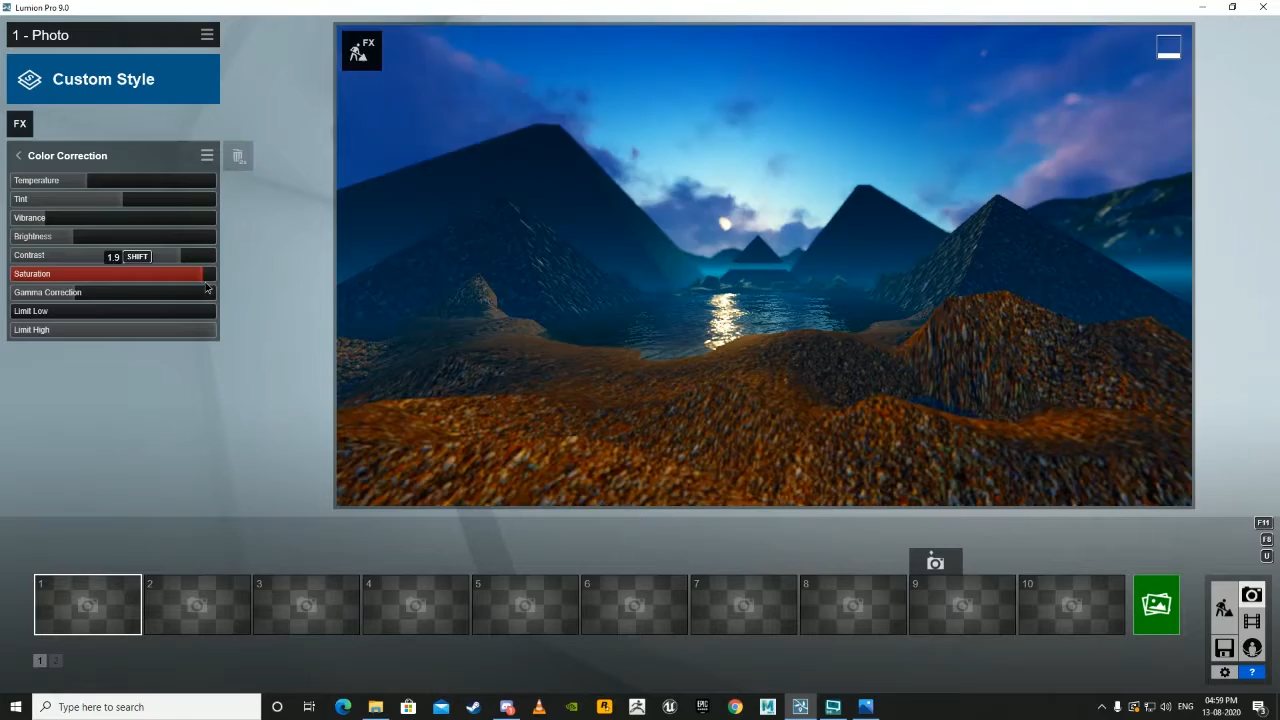 Lumion Pro 9.0
1 - Photo
Custom Style
FX
FX
Color Correction
Temperature
Tint
Vibrance
Brightness
Contrast
1.9 SHIFT
Saturation
Gamma Correction
Limit Low
Limit High
F11
F8
U
1
2
3
4
5
6
7
8
9
10
1
2
?
Type here to search
ENG
04:59 PM
13-08-2020